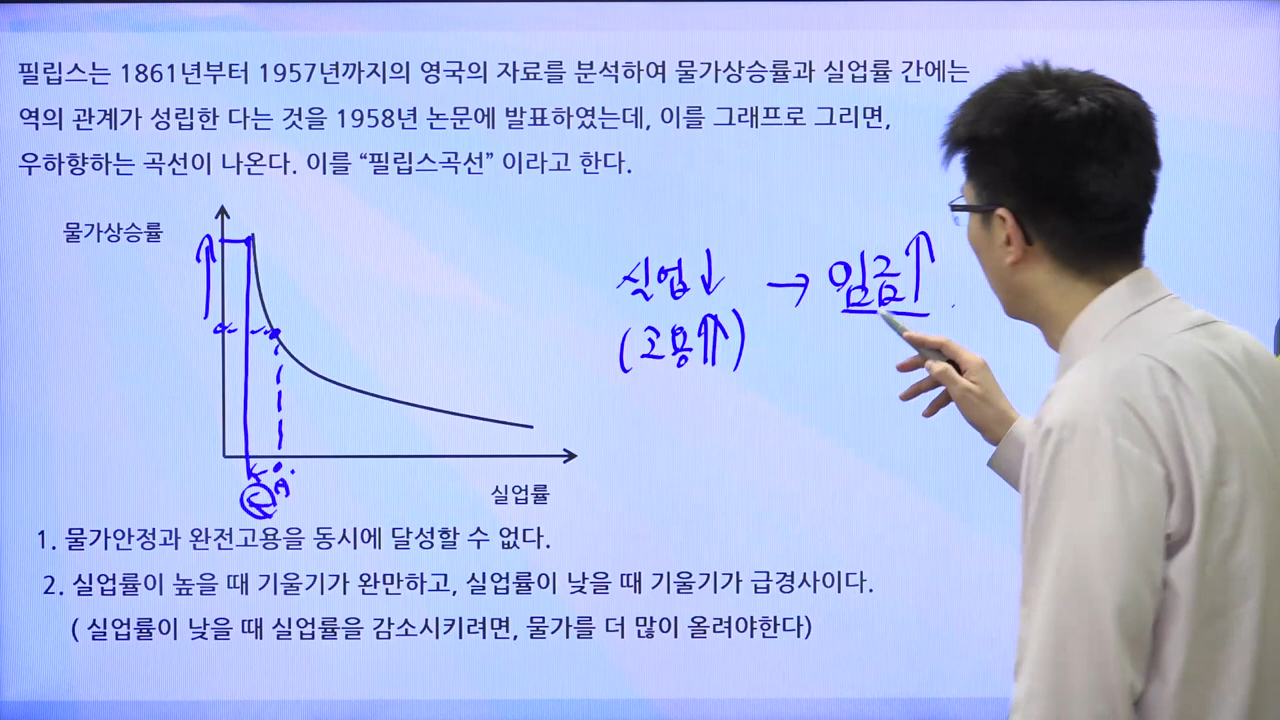 필립스는 1861년부터 1957년까지의 영국의 자료를 분석하여 물가상승률과 실업률 간에는
역의 관계가 성립한 다는 것을 1958년 논문에 발표하였는데, 이를 그래프로 그리면,
우하향하는 곡선이 나온다. 이를 “필립스곡선” 이라고 한다.
물가상승률
실업↓ → 임금↑
(고용⇈)
A
실업률
1. 물가안정과 완전고용을 동시에 달성할 수 없다.
2. 실업률이 높을 때 기울기가 완만하고, 실업률이 낮을 때 기울기가 급경사이다.
( 실업률이 낮을 때 실업률을 감소시키려면, 물가를 더 많이 올려야한다)